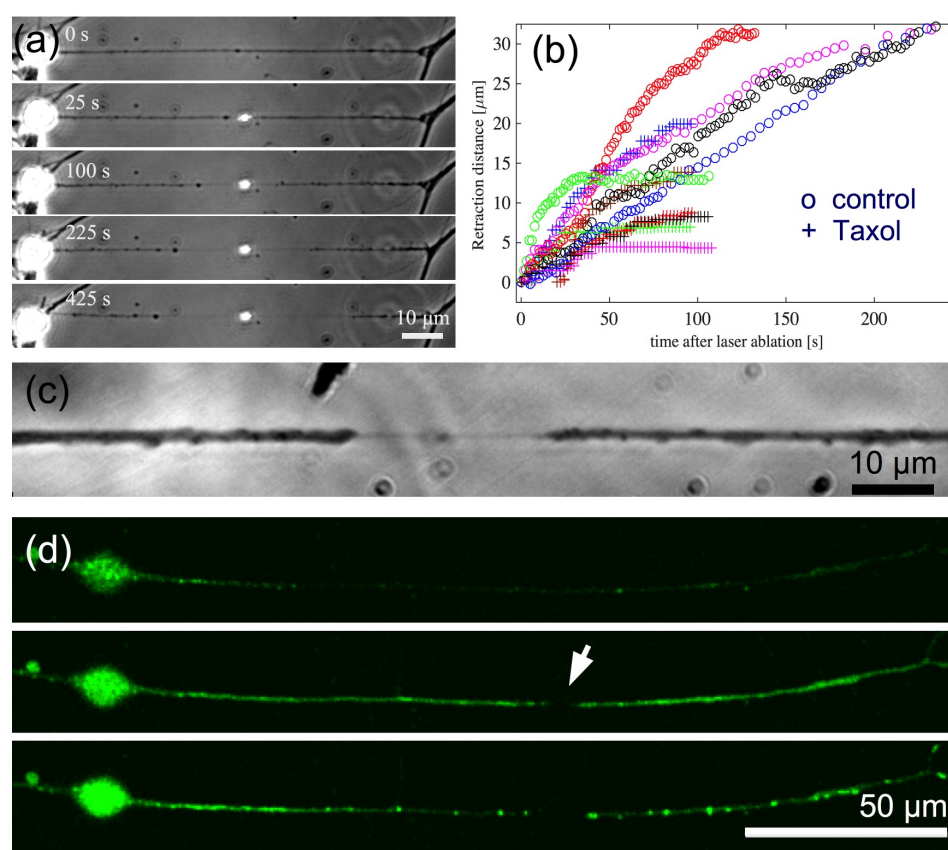 (a)
0 s
25 s
100 s
225 s
425 s
10 µm
(b)
Retraction distance [µm]
30
25
20
15
10
5
0
0 50 100 150 200
time after laser ablation [s]
o control
+ Taxol
(c)
10 µm
(d)
50 µm